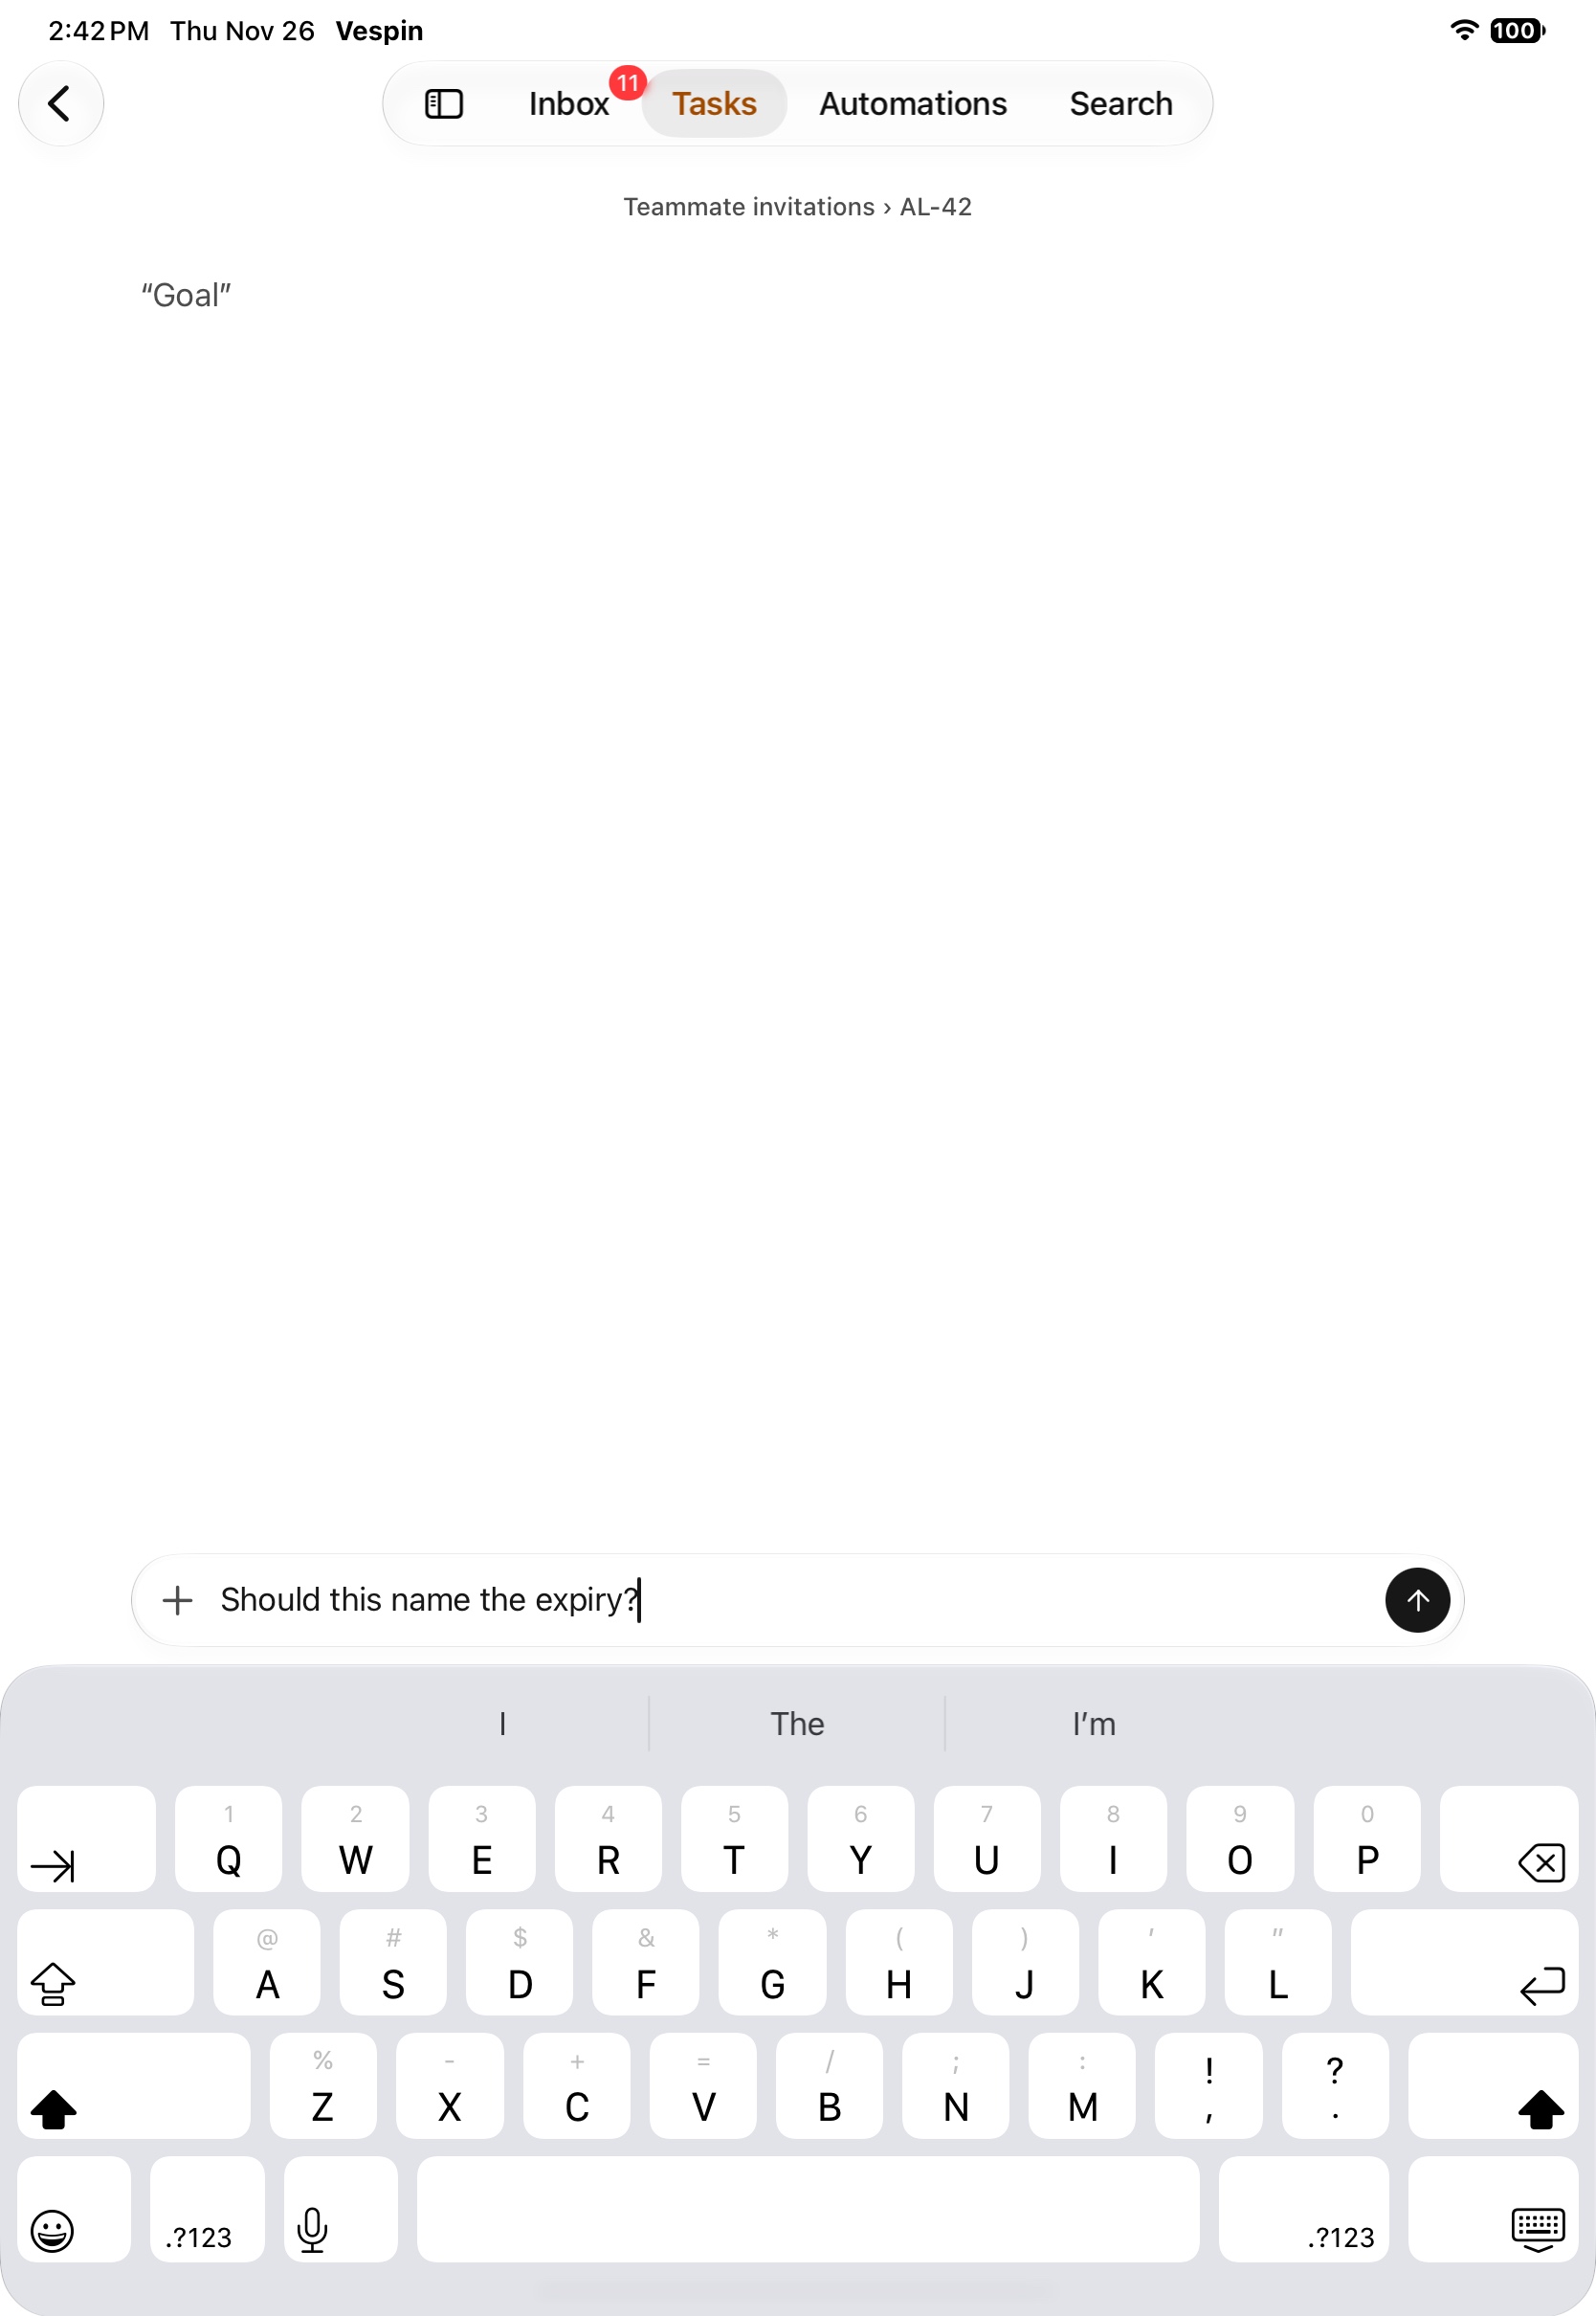 2:42 PM Thu Nov 26 Vespin 100
Inbox 11 Tasks Automations Search
Teammate invitations › AL-42
“Goal”
Should this name the expiry?
I The I’m
1 2 3 4 5 6 7 8 9 0
Q W E R T Y U I O P
@ # $ & * ( ) ' "
A S D F G H J K L
% - + = / ; : ! ?
Z X C V B N M , .
.?123 .?123